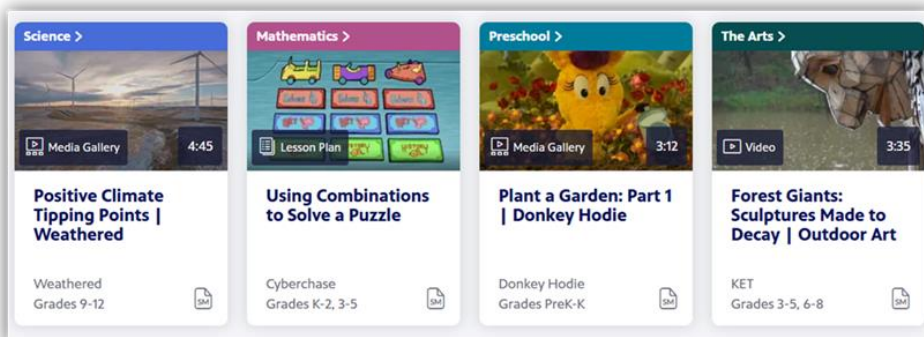 Science >
Media Gallery
4:45
Positive Climate
Tipping Points |
Weathered
Weathered
Grades 9-12
SM
Mathematics >
Lesson Plan
Using Combinations
to Solve a Puzzle
Cyberchase
Grades K-2, 3-5
SM
Preschool >
Media Gallery
3:12
Plant a Garden: Part 1
| Donkey Hodie
Donkey Hodie
Grades PreK-K
SM
The Arts >
Video
3:35
Forest Giants:
Sculptures Made to
Decay | Outdoor Art
KET
Grades 3-5, 6-8
SM